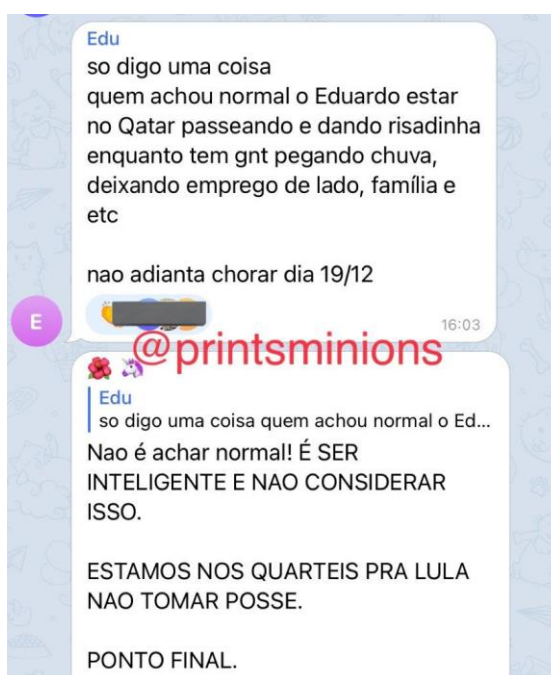 Edu
so digo uma coisa
quem achou normal o Eduardo estar
no Qatar passeando e dando risadinha
enquanto tem gnt pegando chuva,
deixando emprego de lado, família e
etc
nao adianta chorar dia 19/12
E
16:03
@printsminions
Edu
so digo uma coisa quem achou normal o Ed...
Nao é achar normal! É SER
INTELIGENTE E NAO CONSIDERAR
ISSO.
ESTAMOS NOS QUARTEIS PRA LULA
NAO TOMAR POSSE.
PONTO FINAL.